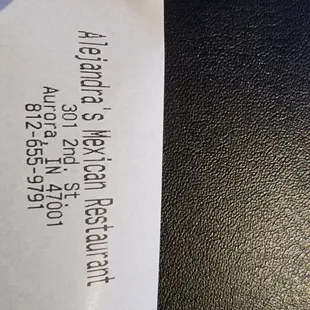 Alejandra's Mexican Restaurant
301 2nd. St.
Aurora, IN 47001
812-655-9791